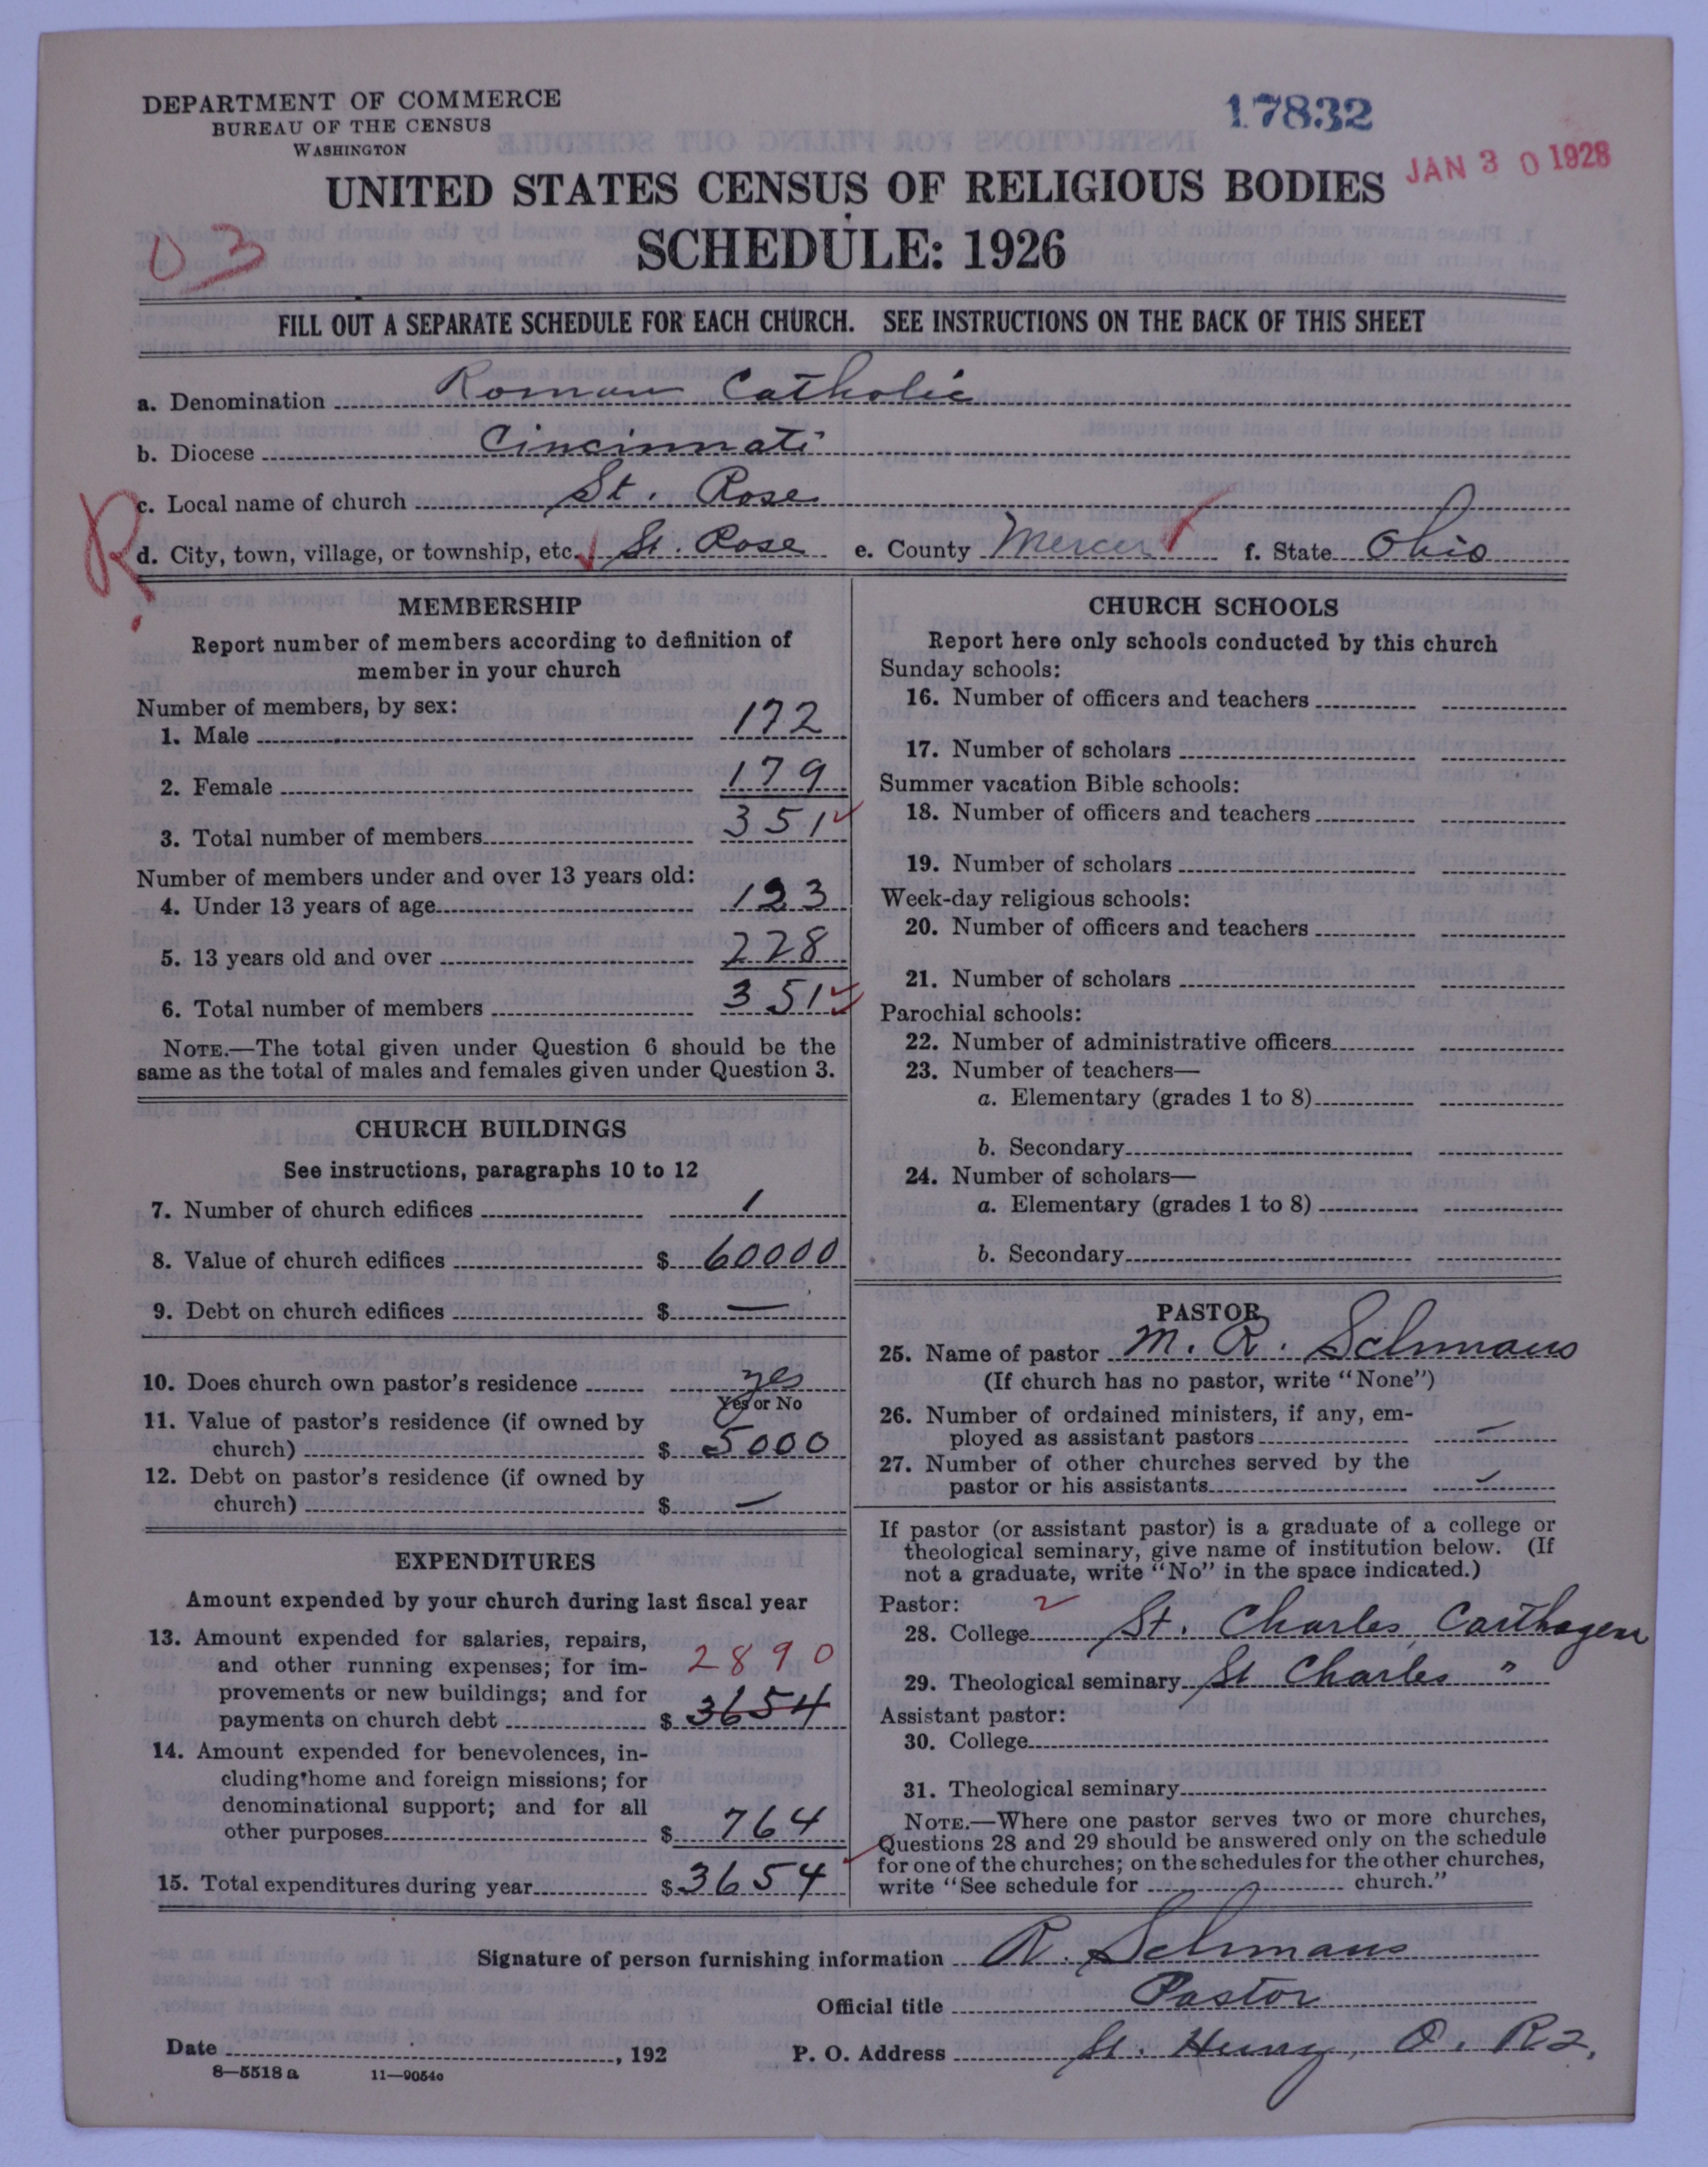 DEPARTMENT OF COMMERCE
BUREAU OF THE CENSUS
WASHINGTON
17832
JAN 30 1928
UNITED STATES CENSUS OF RELIGIOUS BODIES
SCHEDULE: 1926
03
FILL OUT A SEPARATE SCHEDULE FOR EACH CHURCH. SEE INSTRUCTIONS ON THE BACK OF THIS SHEET
a. Denomination Roman Catholic
b. Diocese Cincinnati
c. Local name of church St. Rose
R
d. City, town, village, or township, etc. St. Rose e. County Mercer f. State Ohio
MEMBERSHIP
Report number of members according to definition of
member in your church
Number of members, by sex:
1. Male 172
2. Female 179
3. Total number of members 351
Number of members under and over 13 years old:
4. Under 13 years of age 123
5. 13 years old and over 228
6. Total number of members 351
NOTE.—The total given under Question 6 should be the
same as the total of males and females given under Question 3.
CHURCH BUILDINGS
See instructions, paragraphs 10 to 12
7. Number of church edifices 1
8. Value of church edifices $ 60000
9. Debt on church edifices $ —
10. Does church own pastor's residence yes
Yes or No
11. Value of pastor's residence (if owned by
church) $ 5000
12. Debt on pastor's residence (if owned by
church) $ —
EXPENDITURES
Amount expended by your church during last fiscal year
13. Amount expended for salaries, repairs,
and other running expenses; for im- 2890
provements or new buildings; and for
payments on church debt $ 3654
14. Amount expended for benevolences, in-
cluding home and foreign missions; for
denominational support; and for all
other purposes $ 764
15. Total expenditures during year $ 3654
CHURCH SCHOOLS
Report here only schools conducted by this church
Sunday schools:
16. Number of officers and teachers
17. Number of scholars
Summer vacation Bible schools:
18. Number of officers and teachers
19. Number of scholars
Week-day religious schools:
20. Number of officers and teachers
21. Number of scholars
Parochial schools:
22. Number of administrative officers
23. Number of teachers—
a. Elementary (grades 1 to 8)
b. Secondary
24. Number of scholars—
a. Elementary (grades 1 to 8)
b. Secondary
PASTOR
25. Name of pastor M. R. Schmaus
(If church has no pastor, write "None")
26. Number of ordained ministers, if any, em-
ployed as assistant pastors —
27. Number of other churches served by the
pastor or his assistants —
If pastor (or assistant pastor) is a graduate of a college or
theological seminary, give name of institution below. (If
not a graduate, write "No" in the space indicated.)
Pastor: 2
28. College St. Charles, Carthagena
29. Theological seminary St Charles "
Assistant pastor:
30. College
31. Theological seminary
NOTE.—Where one pastor serves two or more churches,
Questions 28 and 29 should be answered only on the schedule
for one of the churches; on the schedules for the other churches,
write "See schedule for church."
Signature of person furnishing information R. Schmaus
Official title Pastor
Date , 192 P. O. Address St. Henry, O. R2.
8—5518 a 11—9054c